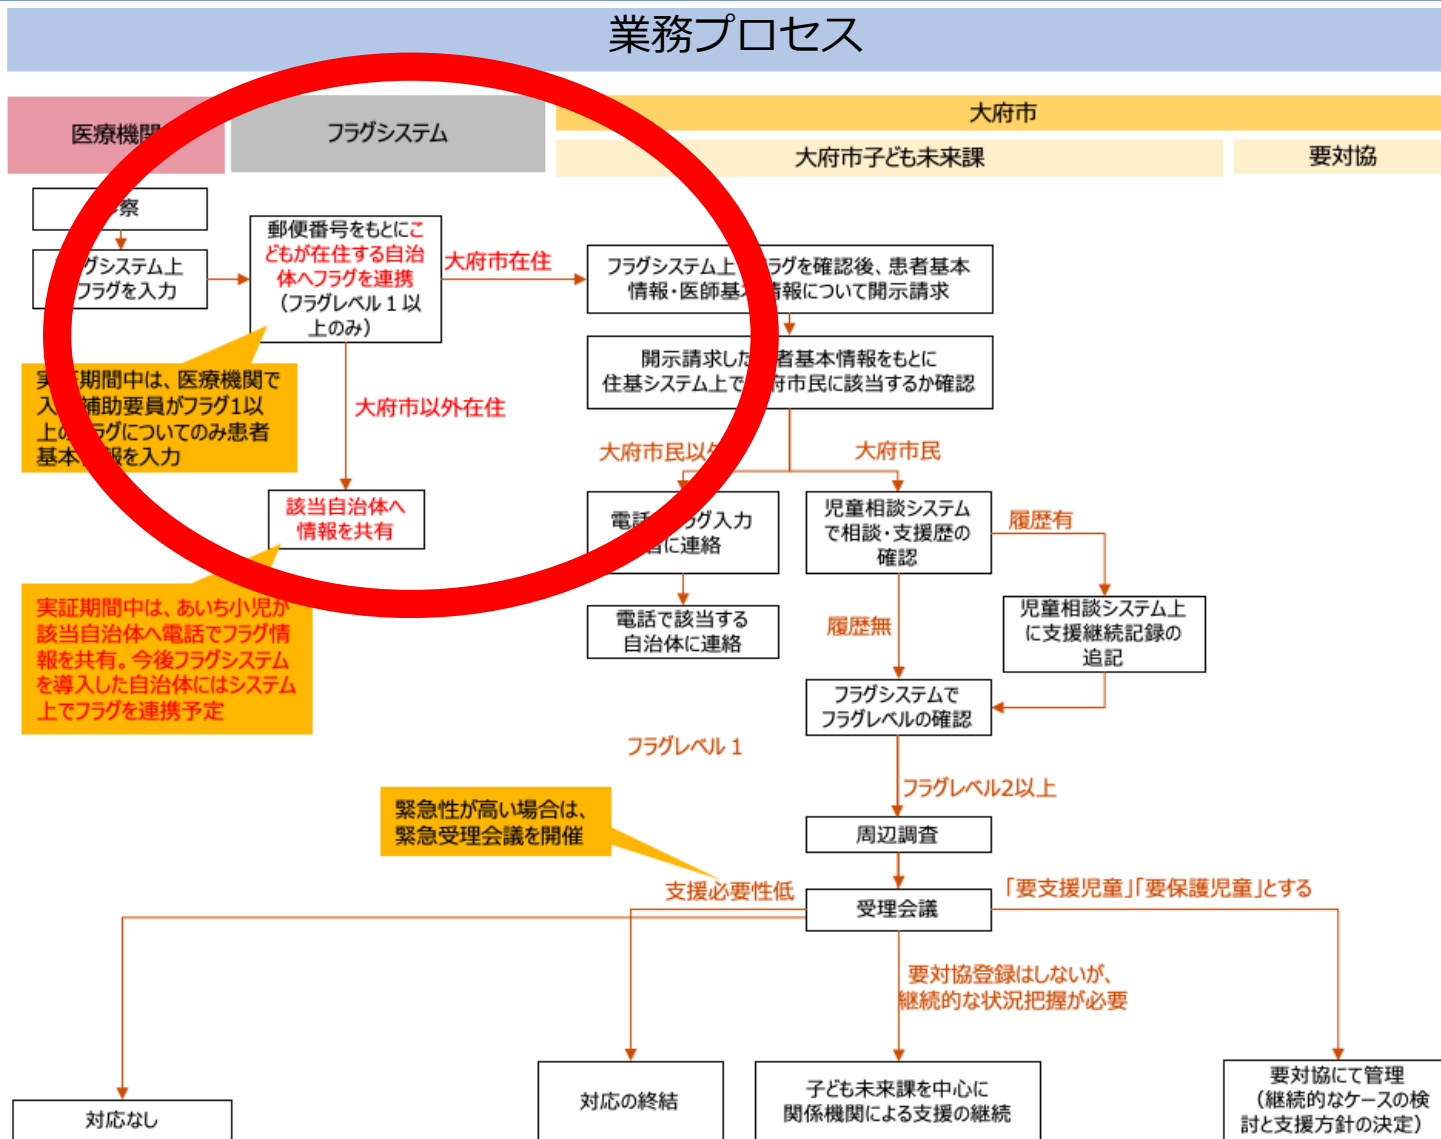 業務プロセス
医療機関
フラグシステム
大府市
大府市子ども未来課
要対協
察
グシステム上
フラグを入力
郵便番号をもとにこ
どもが在住する自治
体へフラグを連携
（フラグレベル１以
上のみ）
大府市在住
フラグシステム上
ラグを確認後、患者基本
情報・医師基本情報について開示請求
開示請求した
者基本情報をもとに
住基システム上で
府市民に該当するか確認
実証期間中は、医療機関で
入
補助要員がフラグ1以
上の
ラグについてのみ患者
基本
報を入力
大府市以外在住
該当自治体へ
情報を共有
大府市民以外
大府市民
電話
グ入力
者に連絡
電話で該当する
自治体に連絡
児童相談システム
で相談・支援歴の
確認
履歴有
履歴無
児童相談システム上
に支援継続記録の
追記
実証期間中は、あいち小児が
該当自治体へ電話でフラグ情
報を共有。今後フラグシステム
を導入した自治体にはシステム
上でフラグを連携予定
フラグシステムで
フラグレベルの確認
フラグレベル１
フラグレベル2以上
緊急性が高い場合は、
緊急受理会議を開催
周辺調査
支援必要性低
受理会議
「要支援児童」「要保護児童」とする
要対協登録はしないが、
継続的な状況把握が必要
対応なし
対応の終結
子ども未来課を中心に
関係機関による支援の継続
要対協にて管理
（継続的なケースの検
討と支援方針の決定）